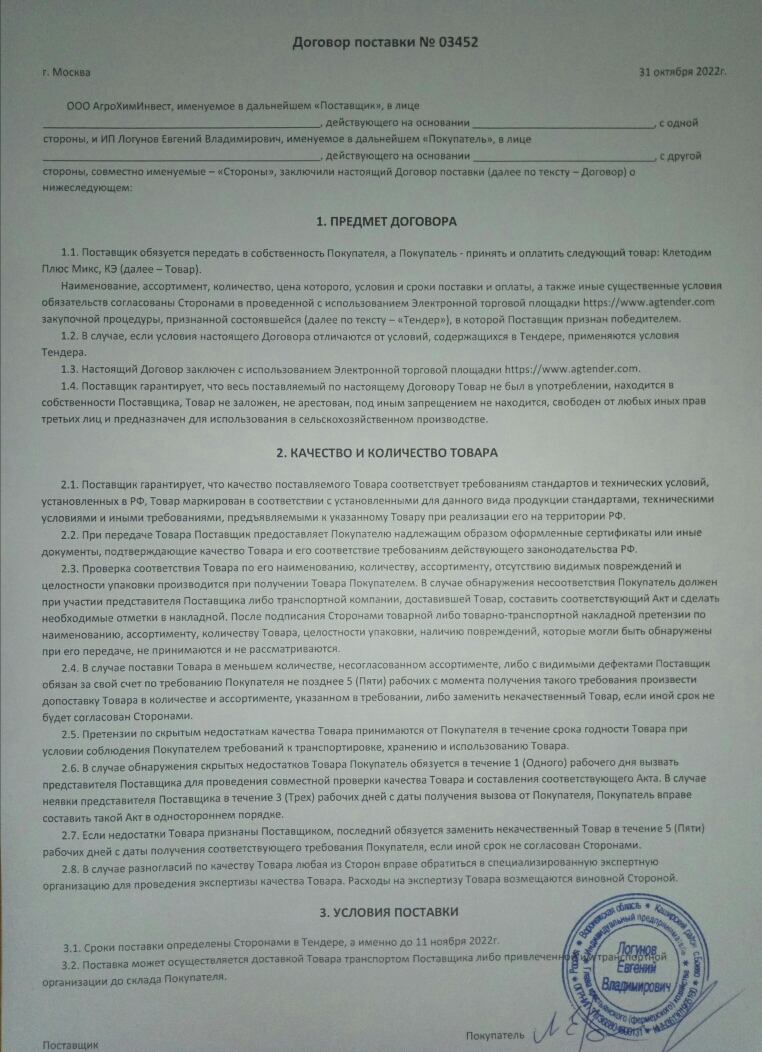 Договор поставки № 03452
г. Москва 31 октября 2022г.
ООО АгроХимИнвест, именуемое в дальнейшем «Поставщик», в лице
, действующего на основании , с одной
стороны, и ИП Логунов Евгений Владимирович, именуемое в дальнейшем «Покупатель», в лице
, действующего на основании , с другой
стороны, совместно именуемые – «Стороны», заключили настоящий Договор поставки (далее по тексту – Договор) о
нижеследующем:
1. ПРЕДМЕТ ДОГОВОРА
1.1. Поставщик обязуется передать в собственность Покупателя, а Покупатель - принять и оплатить следующий товар: Клетодим
Плюс Микс, КЭ (далее – Товар).
Наименование, ассортимент, количество, цена которого, условия и сроки поставки и оплаты, а также иные существенные условия
обязательств согласованы Сторонами в проведенной с использованием Электронной торговой площадки https://www.agtender.com
закупочной процедуры, признанной состоявшейся (далее по тексту – «Тендер»), в которой Поставщик признан победителем.
1.2. В случае, если условия настоящего Договора отличаются от условий, содержащихся в Тендере, применяются условия
Тендера.
1.3. Настоящий Договор заключен с использованием Электронной торговой площадки https://www.agtender.com.
1.4. Поставщик гарантирует, что весь поставляемый по настоящему Договору Товар не был в употреблении, находится в
собственности Поставщика, Товар не заложен, не арестован, под иным запрещением не находится, свободен от любых иных прав
третьих лиц и предназначен для использования в сельскохозяйственном производстве.
2. КАЧЕСТВО И КОЛИЧЕСТВО ТОВАРА
2.1. Поставщик гарантирует, что качество поставляемого Товара соответствует требованиям стандартов и технических условий,
установленных в РФ, Товар маркирован в соответствии с установленными для данного вида продукции стандартами, техническими
условиями и иными требованиями, предъявляемыми к указанному Товару при реализации его на территории РФ.
2.2. При передаче Товара Поставщик предоставляет Покупателю надлежащим образом оформленные сертификаты или иные
документы, подтверждающие качество Товара и его соответствие требованиям действующего законодательства РФ.
2.3. Проверка соответствия Товара по его наименованию, количеству, ассортименту, отсутствию видимых повреждений и
целостности упаковки производится при получении Товара Покупателем. В случае обнаружения несоответствия Покупатель должен
при участии представителя Поставщика либо транспортной компании, доставившей Товар, составить соответствующий Акт и сделать
необходимые отметки в накладной. После подписания Сторонами товарной либо товарно-транспортной накладной претензии по
наименованию, ассортименту, количеству Товара, целостности упаковки, наличию повреждений, которые могли быть обнаружены
при его передаче, не принимаются и не рассматриваются.
2.4. В случае поставки Товара в меньшем количестве, несогласованном ассортименте, либо с видимыми дефектами Поставщик
обязан за свой счет по требованию Покупателя не позднее 5 (Пяти) рабочих с момента получения такого требования произвести
допоставку Товара в количестве и ассортименте, указанном в требовании, либо заменить некачественный Товар, если иной срок не
будет согласован Сторонами.
2.5. Претензии по скрытым недостаткам качества Товара принимаются от Покупателя в течение срока годности Товара при
условии соблюдения Покупателем требований к транспортировке, хранению и использованию Товара.
2.6. В случае обнаружения скрытых недостатков Товара Покупатель обязуется в течение 1 (Одного) рабочего дня вызвать
представителя Поставщика для проведения совместной проверки качества Товара и составления соответствующего Акта. В случае
неявки представителя Поставщика в течение 3 (Трех) рабочих дней с даты получения вызова от Покупателя, Покупатель вправе
составить такой Акт в одностороннем порядке.
2.7. Если недостатки Товара признаны Поставщиком, последний обязуется заменить некачественный Товар в течение 5 (Пяти)
рабочих дней с даты получения соответствующего требования Покупателя, если иной срок не согласован Сторонами.
2.8. В случае разногласий по качеству Товара любая из Сторон вправе обратиться в специализированную экспертную
организацию для проведения экспертизы качества Товара. Расходы на экспертизу Товара возмещаются виновной Стороной.
3. УСЛОВИЯ ПОСТАВКИ
3.1. Сроки поставки определены Сторонами в Тендере, а именно до 11 ноября 2022г.
3.2. Поставка может осуществляется доставкой Товара транспортом Поставщика либо привлеченной им транспортной
организации до склада Покупателя.
Россия * Воронежская область * Каширский район
Индивидуальный предприниматель
Глава крестьянского (фермерского) хозяйства
Логунов
Евгений
Владимирович
Поставщик Покупатель